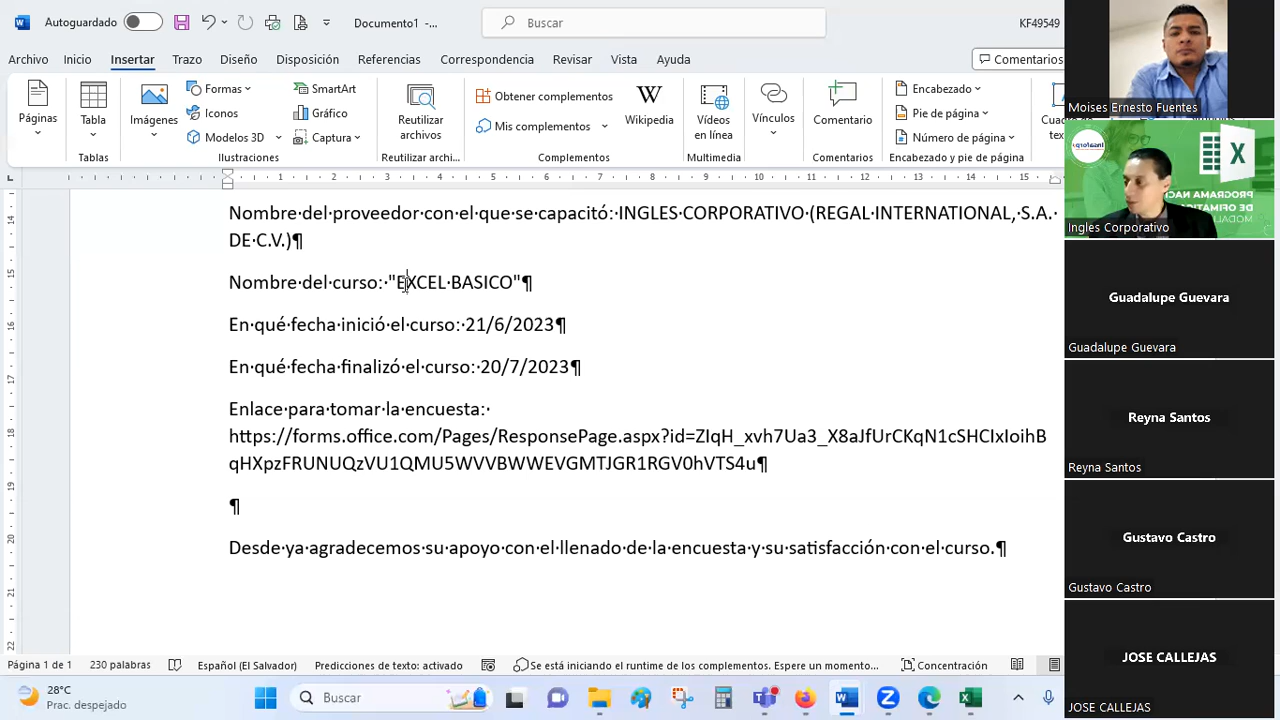 Autoguardado
Documento1 -
Buscar
KF49549
Archivo
Inicio
Insertar
Trazo
Diseño
Disposición
Referencias
Correspondencia
Revisar
Vista
Ayuda
Comentarios
Páginas
Tabla
Tablas
Imágenes
Formas
Iconos
Modelos 3D
SmartArt
Gráfico
Captura
Ilustraciones
Reutilizar
archivos
Reutilizar archi...
Obtener complementos
Mis complementos
Wikipedia
Complementos
Vídeos
en línea
Multimedia
Vínculos
Comentario
Comentarios
Encabezado
Pie de página
Número de página
Encabezado y pie de página
Nombre·del·proveedor·con·el·que·se·capacitó:·INGLES·CORPORATIVO·(REGAL·INTERNATIONAL,·S.A.·
DE·C.V.)¶
Nombre·del·curso:·"EXCEL·BASICO"¶
En·qué·fecha·inició·el·curso:·21/6/2023¶
En·qué·fecha·finalizó·el·curso:·20/7/2023¶
Enlace·para·tomar·la·encuesta:·
https://forms.office.com/Pages/ResponsePage.aspx?id=ZIqH_xvh7Ua3_X8aJfUrCKqN1cSHCIxIoihB
qHXpzFRUNUQzVU1QMU5WVVBWWEVGMTJGR1RGV0hVTS4u¶
¶
Desde·ya·agradecemos·su·apoyo·con·el·llenado·de·la·encuesta·y·su·satisfacción·con·el·curso.¶
Página 1 de 1
230 palabras
Español (El Salvador)
Predicciones de texto: activado
Se está iniciando el runtime de los complementos. Espere un momento...
Concentración
28°C
Prac. despejado
Buscar
Moises Ernesto Fuentes
Ingles Corporativo
Guadalupe Guevara
Guadalupe Guevara
Reyna Santos
Reyna Santos
Gustavo Castro
Gustavo Castro
JOSE CALLEJAS
JOSE CALLEJAS